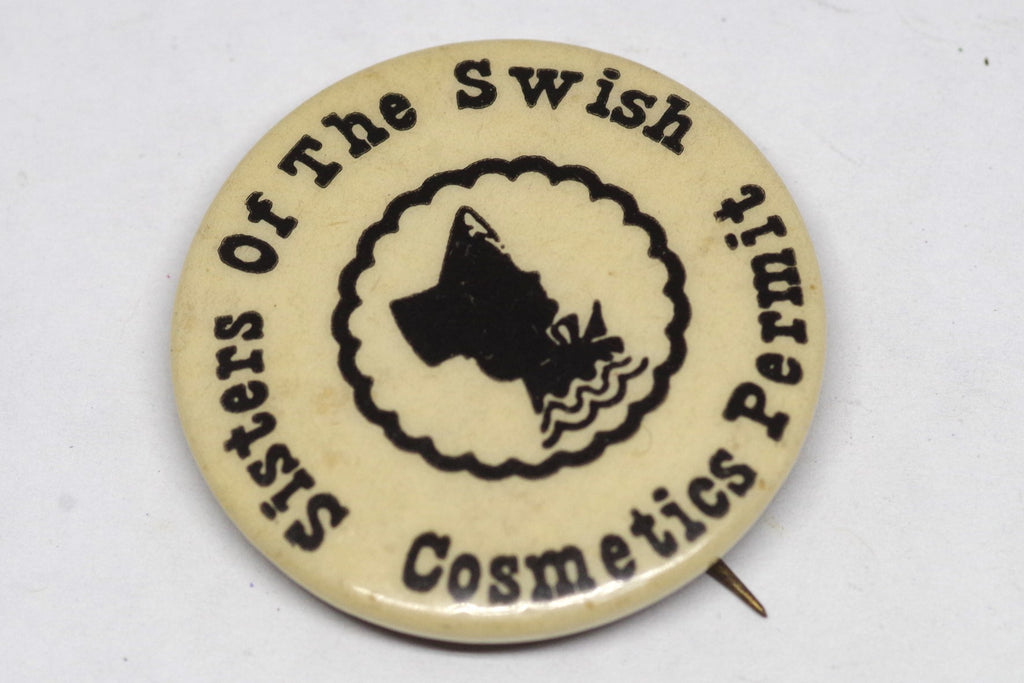 Sisters Of The Swish
Cosmetics Permit